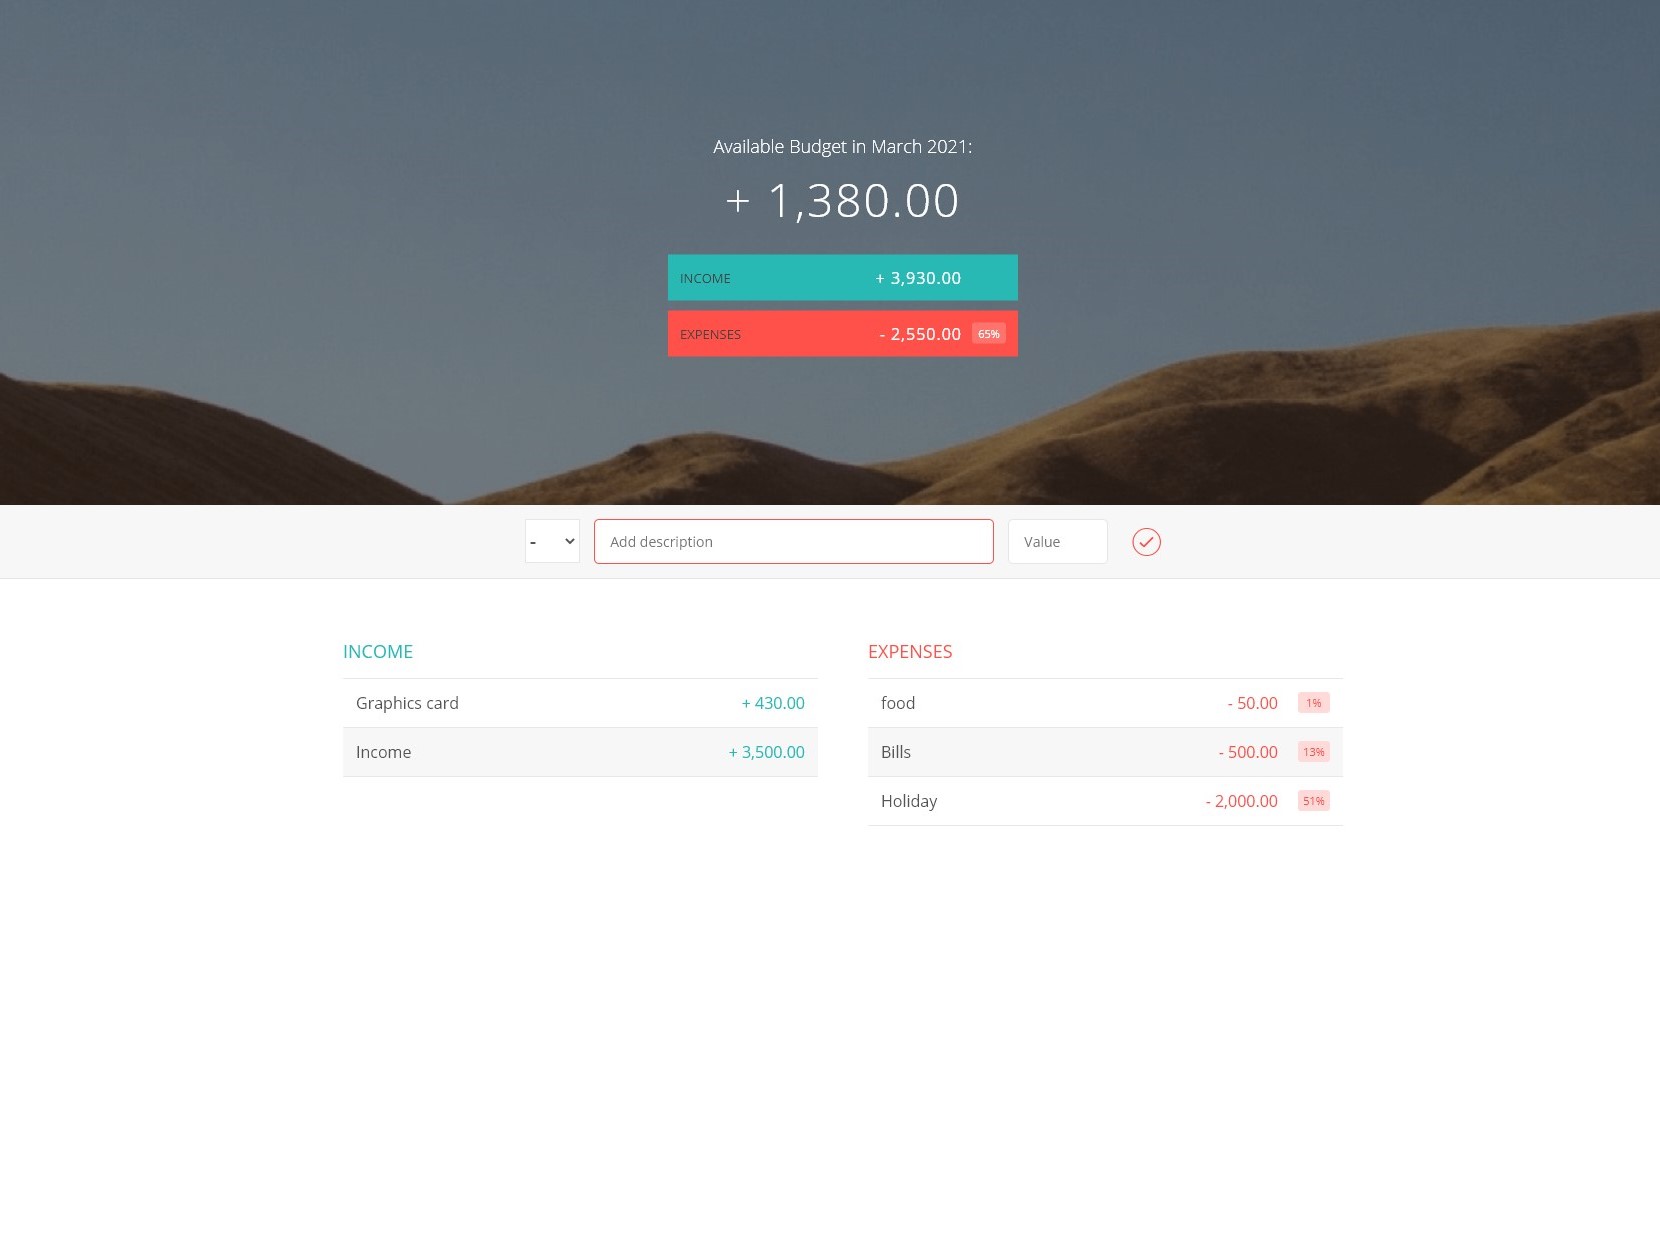 Available Budget in March 2021:
+ 1,380.00
INCOME + 3,930.00
EXPENSES - 2,550.00 65%
- Add description Value
INCOME
Graphics card + 430.00
Income + 3,500.00
EXPENSES
food - 50.00 1%
Bills - 500.00 13%
Holiday - 2,000.00 51%